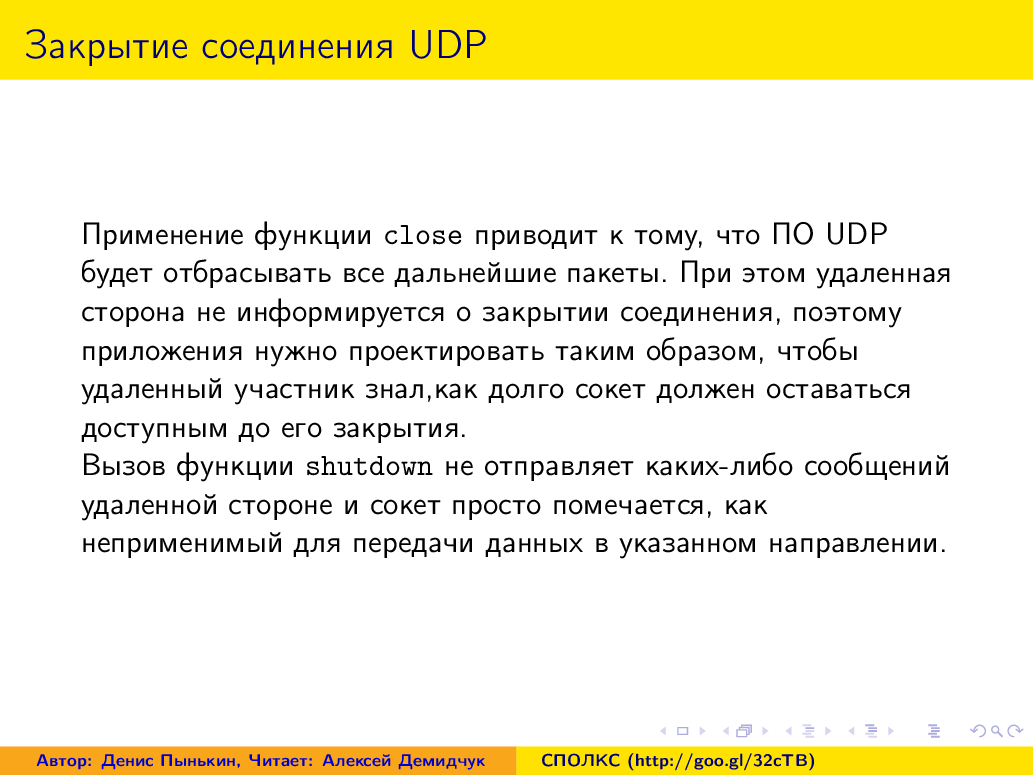 Закрытие соединения UDP
Применение функции close приводит к тому, что ПО UDP
будет отбрасывать все дальнейшие пакеты. При этом удаленная
сторона не информируется о закрытии соединения, поэтому
приложения нужно проектировать таким образом, чтобы
удаленный участник знал,как долго сокет должен оставаться
доступным до его закрытия.
Вызов функции shutdown не отправляет каких-либо сообщений
удаленной стороне и сокет просто помечается, как
неприменимый для передачи данных в указанном направлении.
Автор: Денис Пынькин, Читает: Алексей Демидчук
СПОЛКС (http://goo.gl/32cTB)